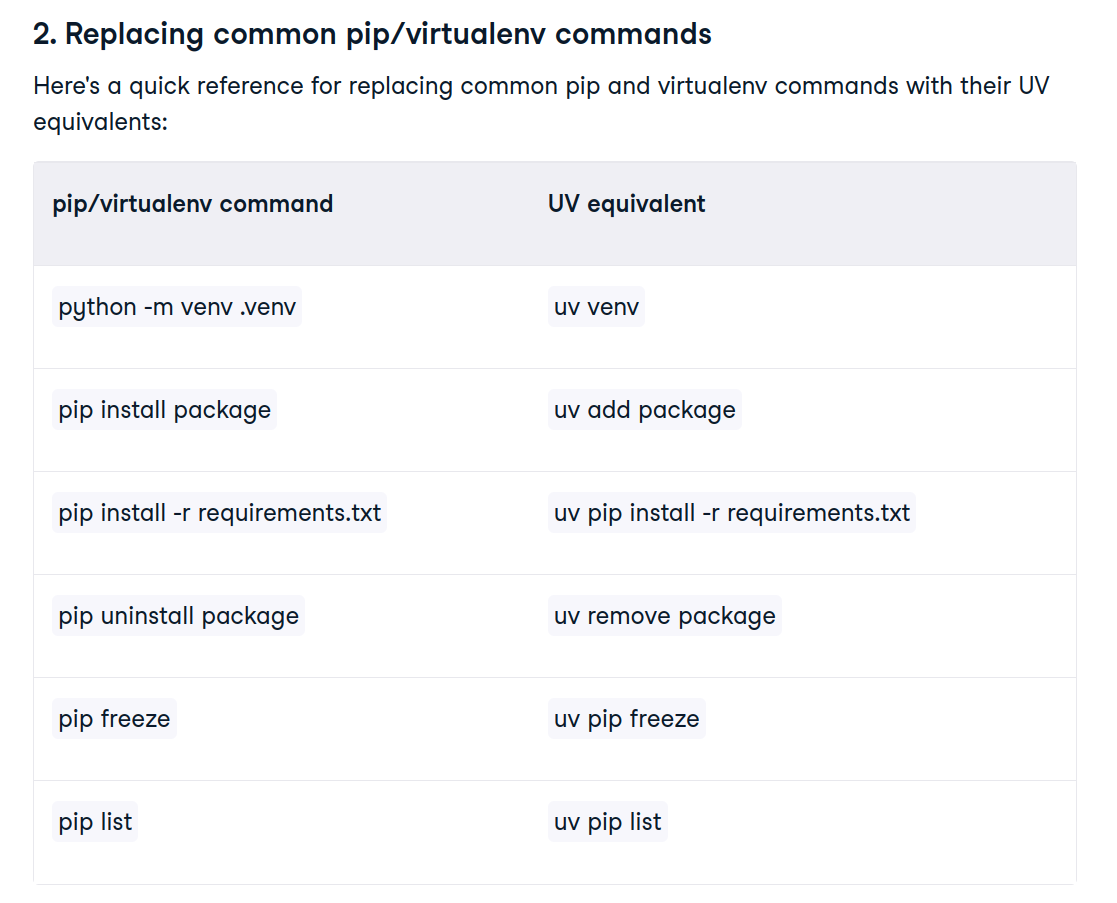 2. Replacing common pip/virtualenv commands
Here's a quick reference for replacing common pip and virtualenv commands with their UV
equivalents:
pip/virtualenv command UV equivalent
python -m venv .venv uv venv
pip install package uv add package
pip install -r requirements.txt uv pip install -r requirements.txt
pip uninstall package uv remove package
pip freeze uv pip freeze
pip list uv pip list